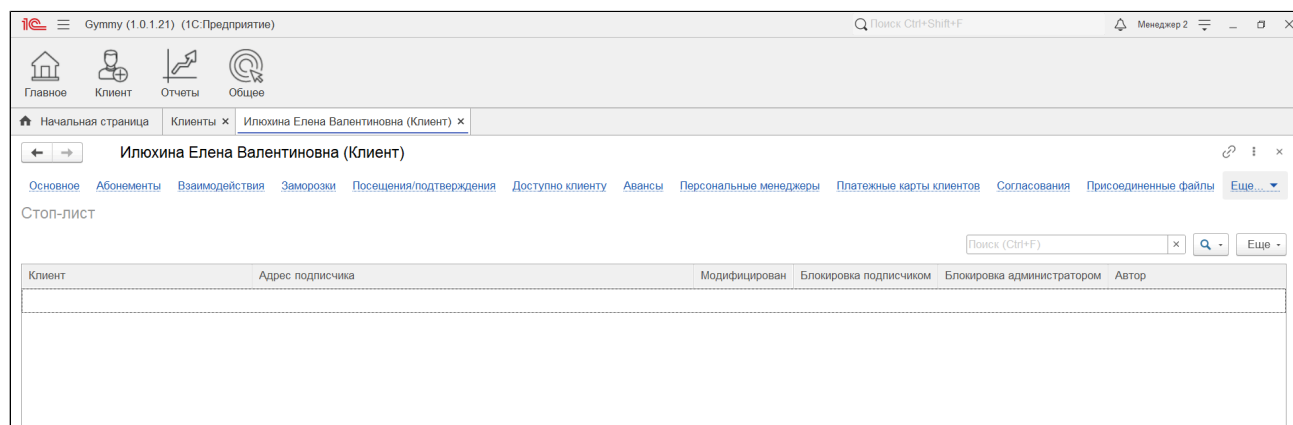 1С Gymmy (1.0.1.21) (1С:Предприятие) Поиск Ctrl+Shift+F Менеджер 2
Главное Клиент Отчеты Общее
Начальная страница Клиенты × Илюхина Елена Валентиновна (Клиент) ×
Илюхина Елена Валентиновна (Клиент)
Основное Абонементы Взаимодействия Заморозки Посещения/подтверждения Доступно клиенту Авансы Персональные менеджеры Платежные карты клиентов Согласования Присоединенные файлы Еще...
Стоп-лист
Поиск (Ctrl+F) × Еще
Клиент Адрес подписчика Модифицирован Блокировка подписчиком Блокировка администратором Автор